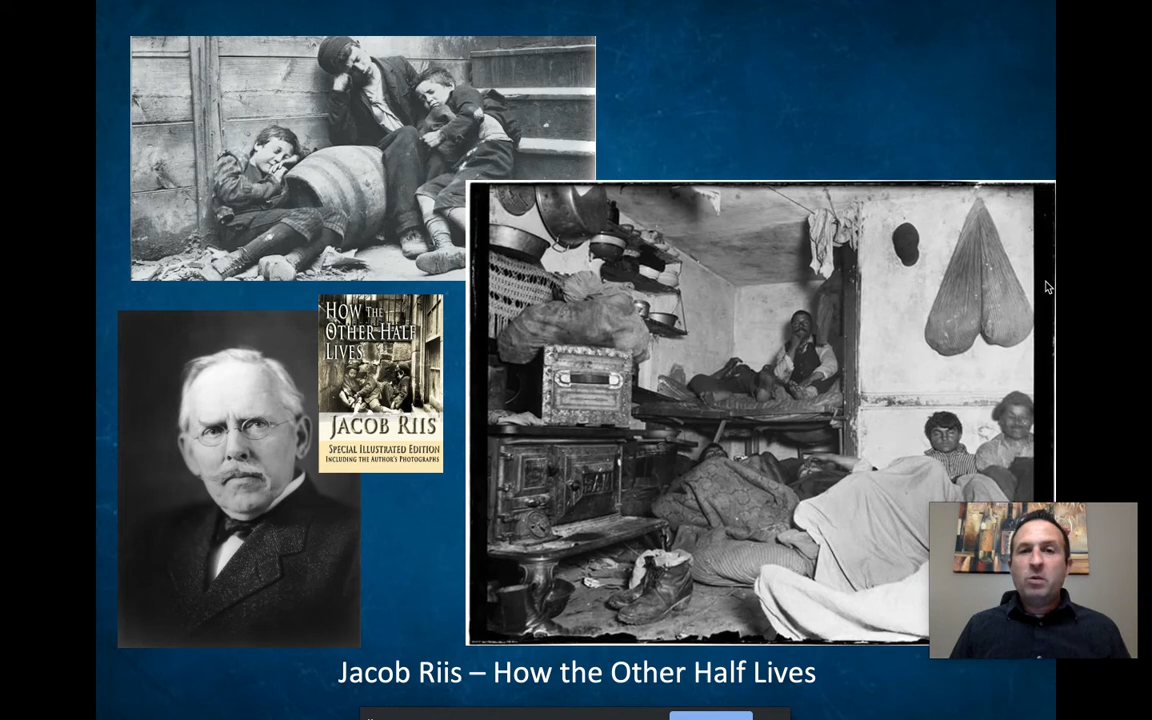 HOW THE
OTHER HALF
LIVES
JACOB RIIS
SPECIAL ILLUSTRATED EDITION
INCLUDING THE AUTHOR'S PHOTOGRAPHS
Jacob Riis – How the Other Half Lives